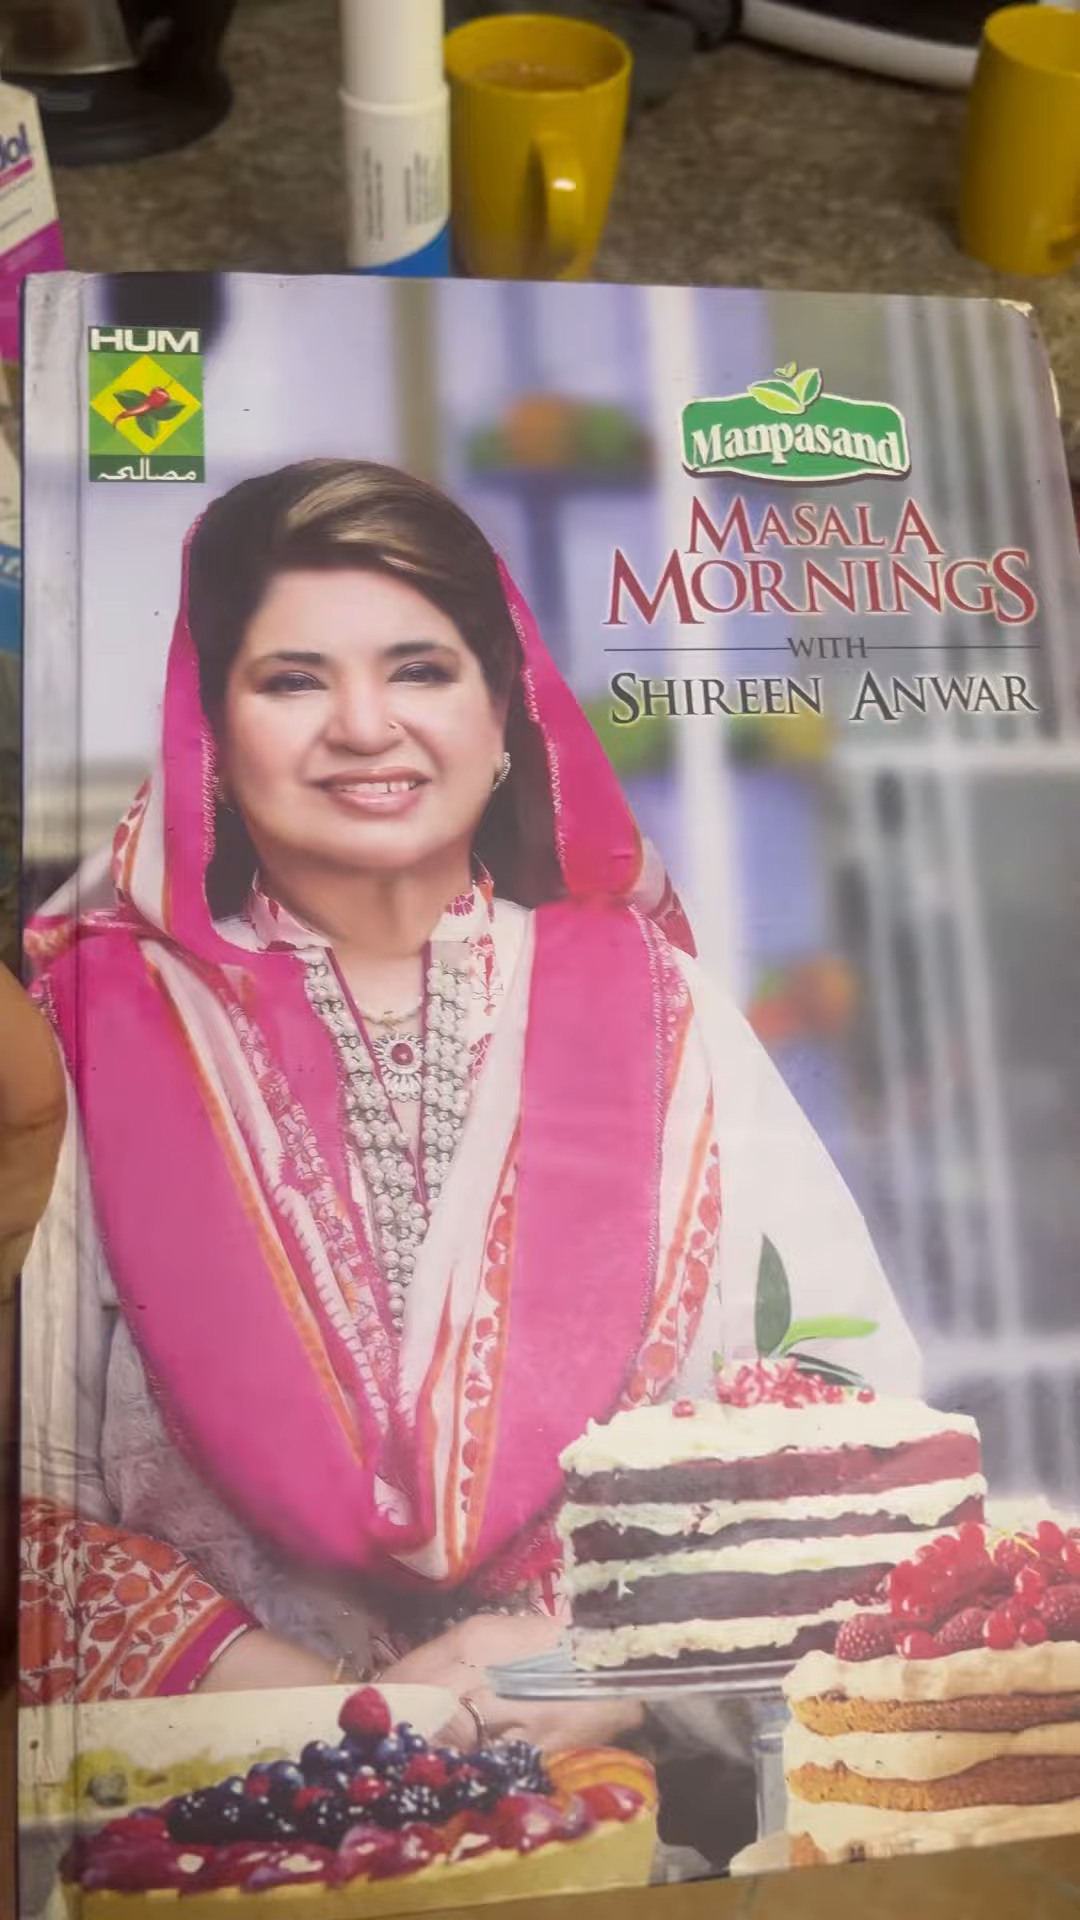 HUM
مصالحہ
Manpasand
MASALA
MORNINGS
WITH
SHIREEN ANWAR